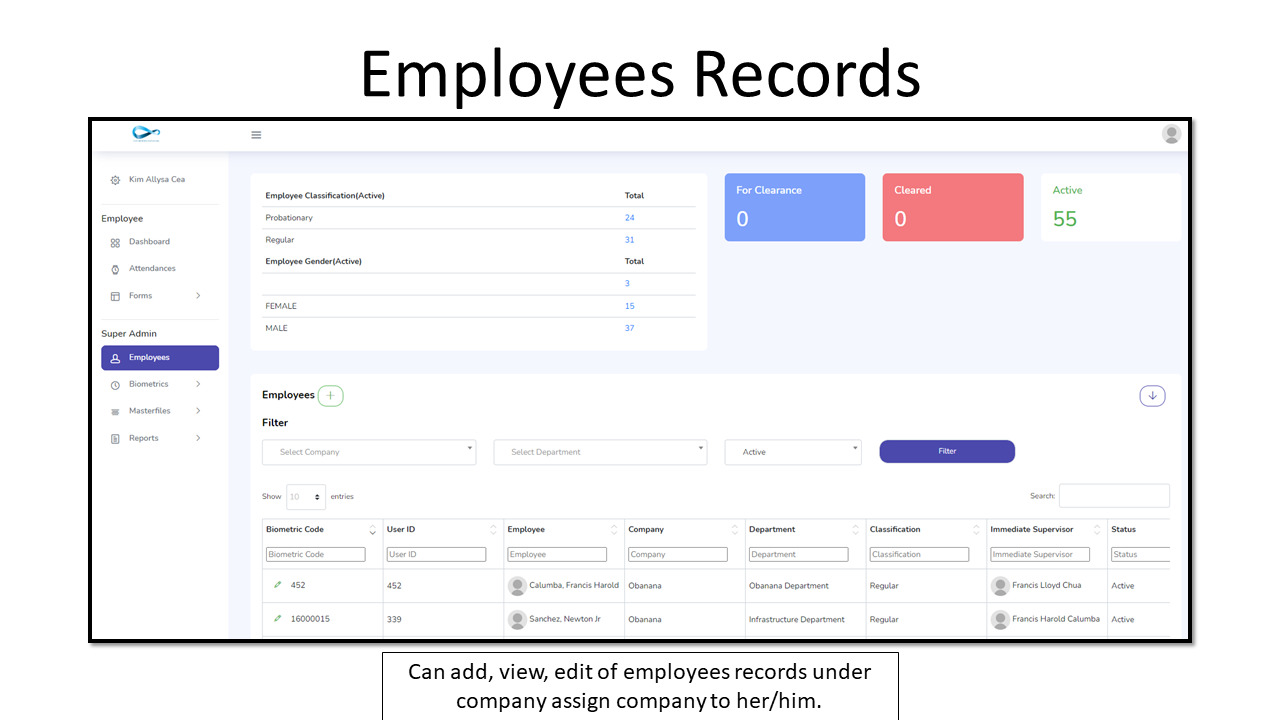 Employees Records
Kim Allysa Cea
Employee
Dashboard
Attendances
Forms
Super Admin
Employees
Biometrics
Masterfiles
Reports
Employee Classification(Active) Total
Probationary 24
Regular 31
Employee Gender(Active) Total
3
FEMALE 15
MALE 37
For Clearance
0
Cleared
0
Active
55
Employees
Filter
Select Company Select Department Active Filter
Show 10 entries Search:
Biometric Code User ID Employee Company Department Classification Immediate Supervisor Status
Biometric Code User ID Employee Company Department Classification Immediate Supervisor Status
452 452 Calumba, Francis Harold Obanana Obanana Department Regular Francis Lloyd Chua Active
16000015 339 Sanchez, Newton Jr Obanana Infrastructure Department Regular Francis Harold Calumba Active
Can add, view, edit of employees records under
company assign company to her/him.